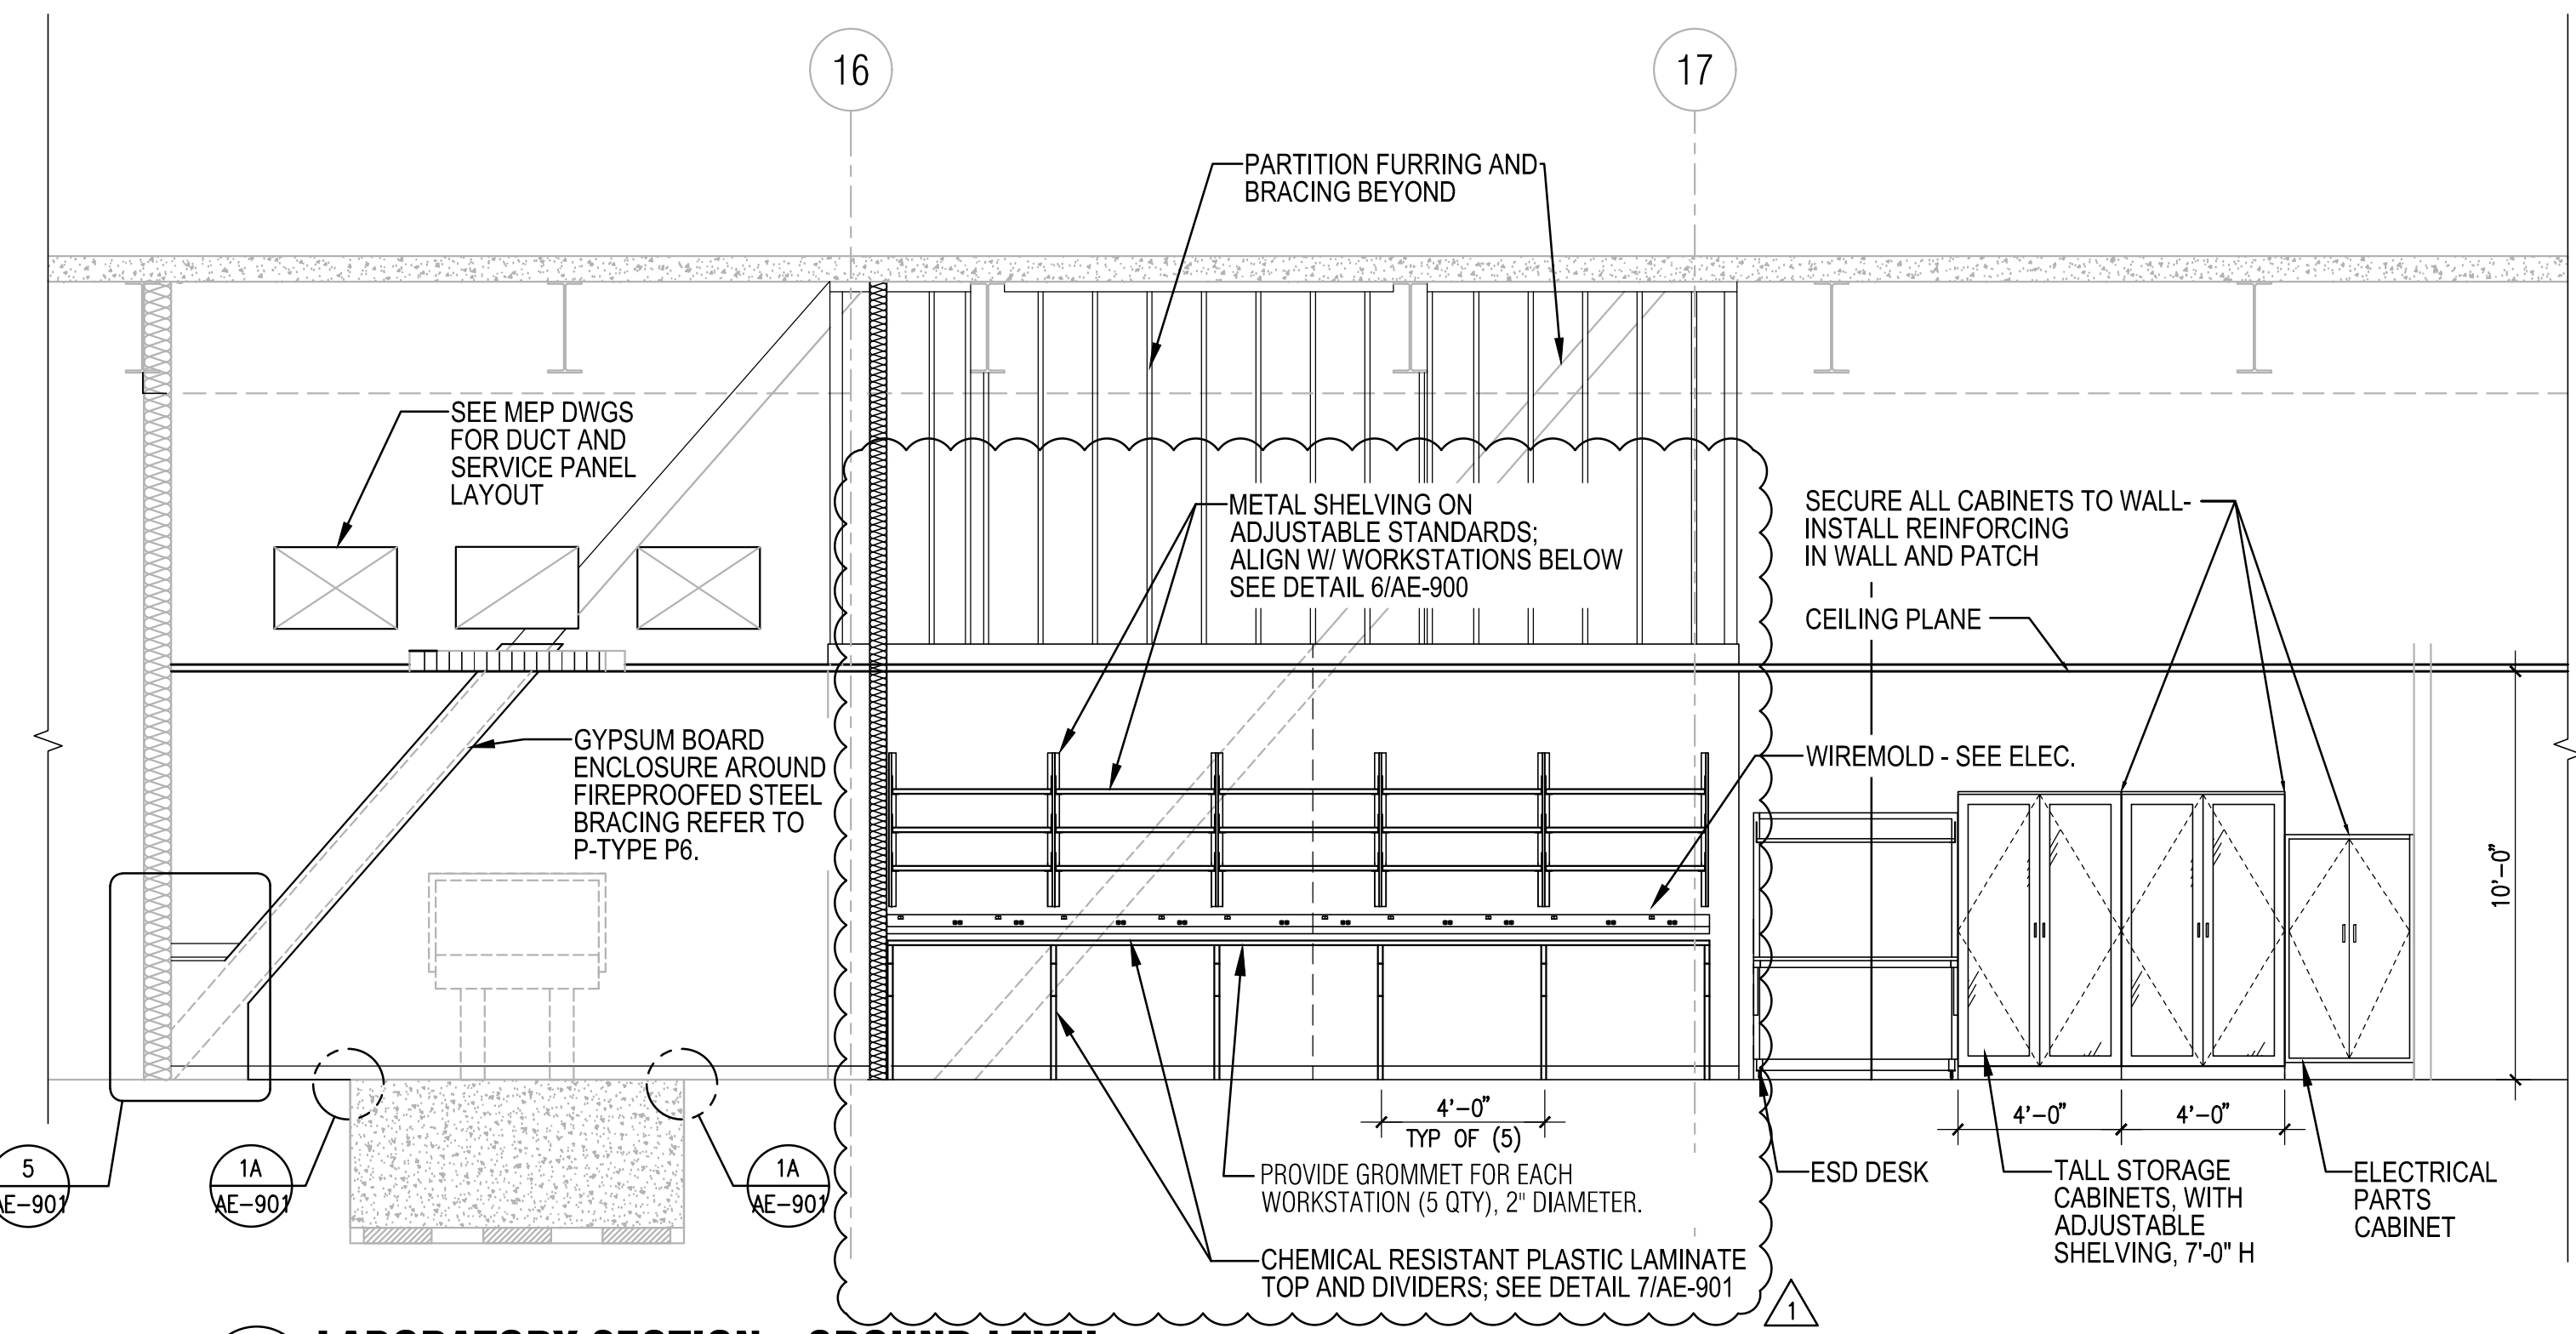 16
17
PARTITION FURRING AND
BRACING BEYOND
SEE MEP DWGS
FOR DUCT AND
SERVICE PANEL
LAYOUT
METAL SHELVING ON
ADJUSTABLE STANDARDS;
ALIGN W/ WORKSTATIONS BELOW
SEE DETAIL 6/AE-900
SECURE ALL CABINETS TO WALL-
INSTALL REINFORCING
IN WALL AND PATCH
CEILING PLANE
GYPSUM BOARD
ENCLOSURE AROUND
FIREPROOFED STEEL
BRACING REFER TO
P-TYPE P6.
WIREMOLD - SEE ELEC.
10'-0"
4'-0"
TYP OF (5)
4'-0"
4'-0"
5
AE-901
1A
AE-901
1A
AE-901
PROVIDE GROMMET FOR EACH
WORKSTATION (5 QTY), 2" DIAMETER.
ESD DESK
TALL STORAGE
CABINETS, WITH
ADJUSTABLE
SHELVING, 7'-0" H
ELECTRICAL
PARTS
CABINET
CHEMICAL RESISTANT PLASTIC LAMINATE
TOP AND DIVIDERS; SEE DETAIL 7/AE-901
1
LABORATORY SECTION - GROUND LEVEL